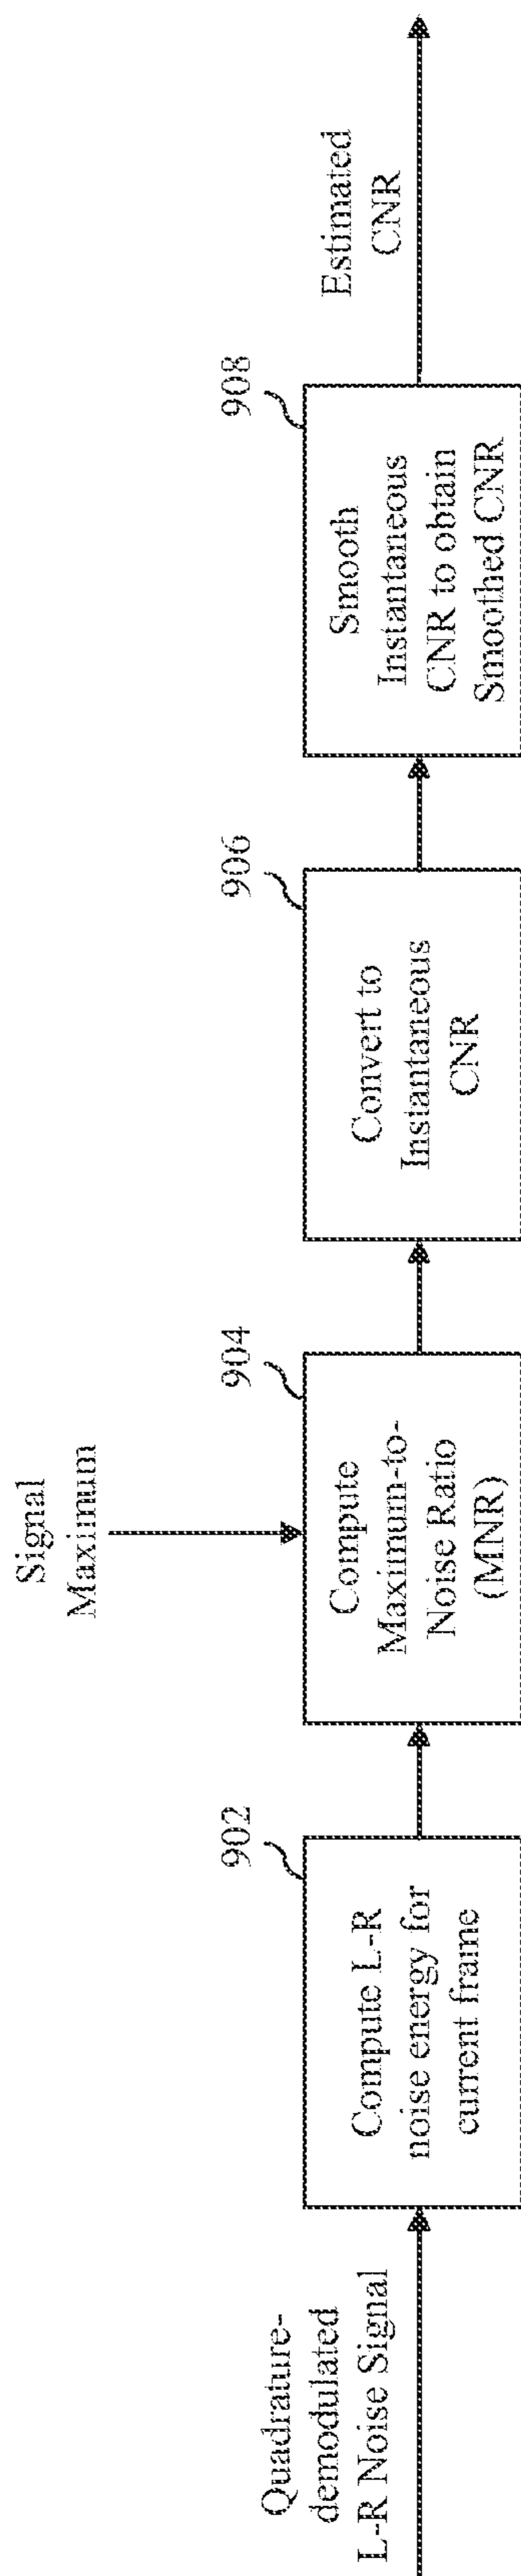 Quadrature-
demodulated
L-R Noise Signal
902
Compute L-R
noise energy for
current frame
Signal
Maximum
904
Compute
Maximum-to-
Noise Ratio
(MNR)
906
Convert to
Instantaneous
CNR
908
Smooth
Instantaneous
CNR to obtain
Smoothed CNR
Estimated
CNR